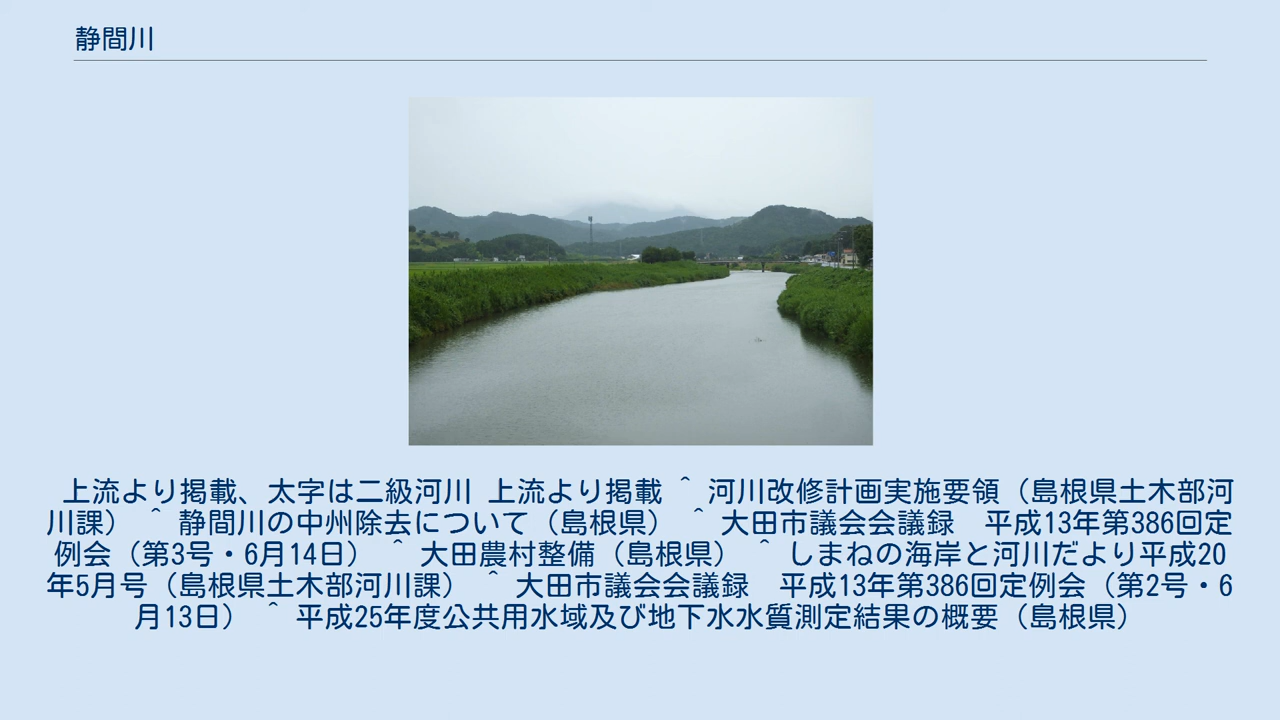 静間川
上流より掲載、太字は二級河川 上流より掲載 ^ 河川改修計画実施要領（島根県土木部河
川課） ^ 静間川の中州除去について（島根県） ^ 大田市議会会議録　平成13年第386回定
例会（第3号・6月14日） ^ 大田農村整備（島根県） ^ しまねの海岸と河川だより平成20
年5月号（島根県土木部河川課） ^ 大田市議会会議録　平成13年第386回定例会（第2号・6
月13日） ^ 平成25年度公共用水域及び地下水水質測定結果の概要（島根県）